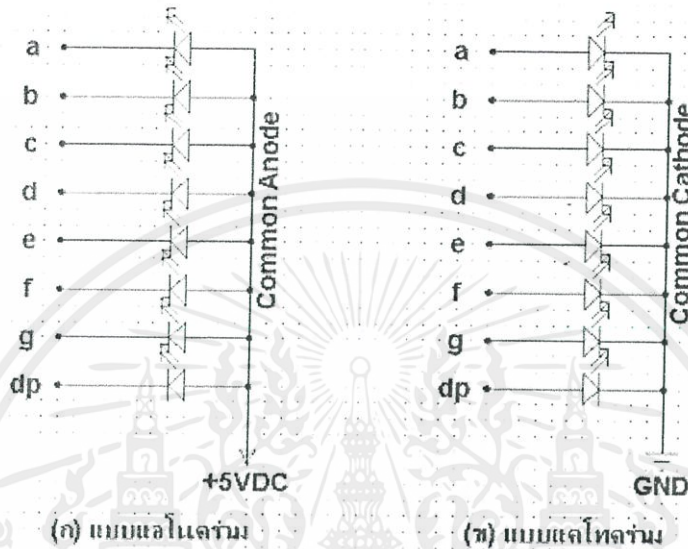 a
b
c
d
e
f
g
dp
Common Anode
+5VDC
(ก) แบบแอโนดร่วม
a
b
c
d
e
f
g
dp
Common Cathode
GND
(ข) แบบแคโทดร่วม